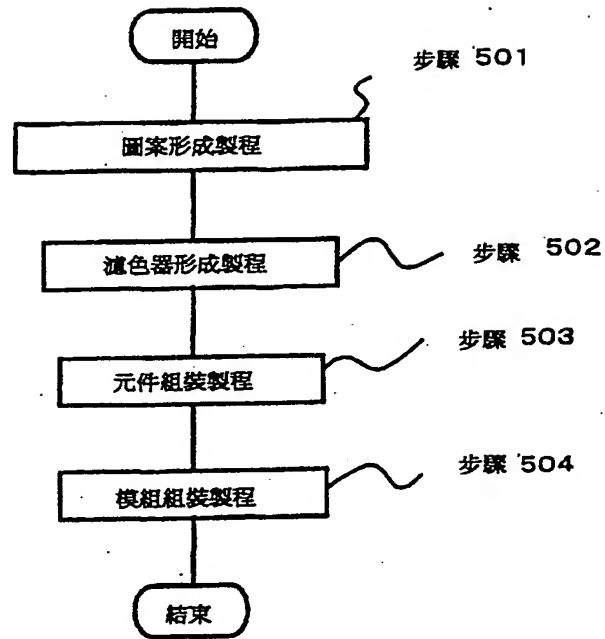 開始
步驟 501
圖案形成製程
濾色器形成製程
步驟 502
步驟 503
元件組裝製程
步驟 504
模組組裝製程
結束